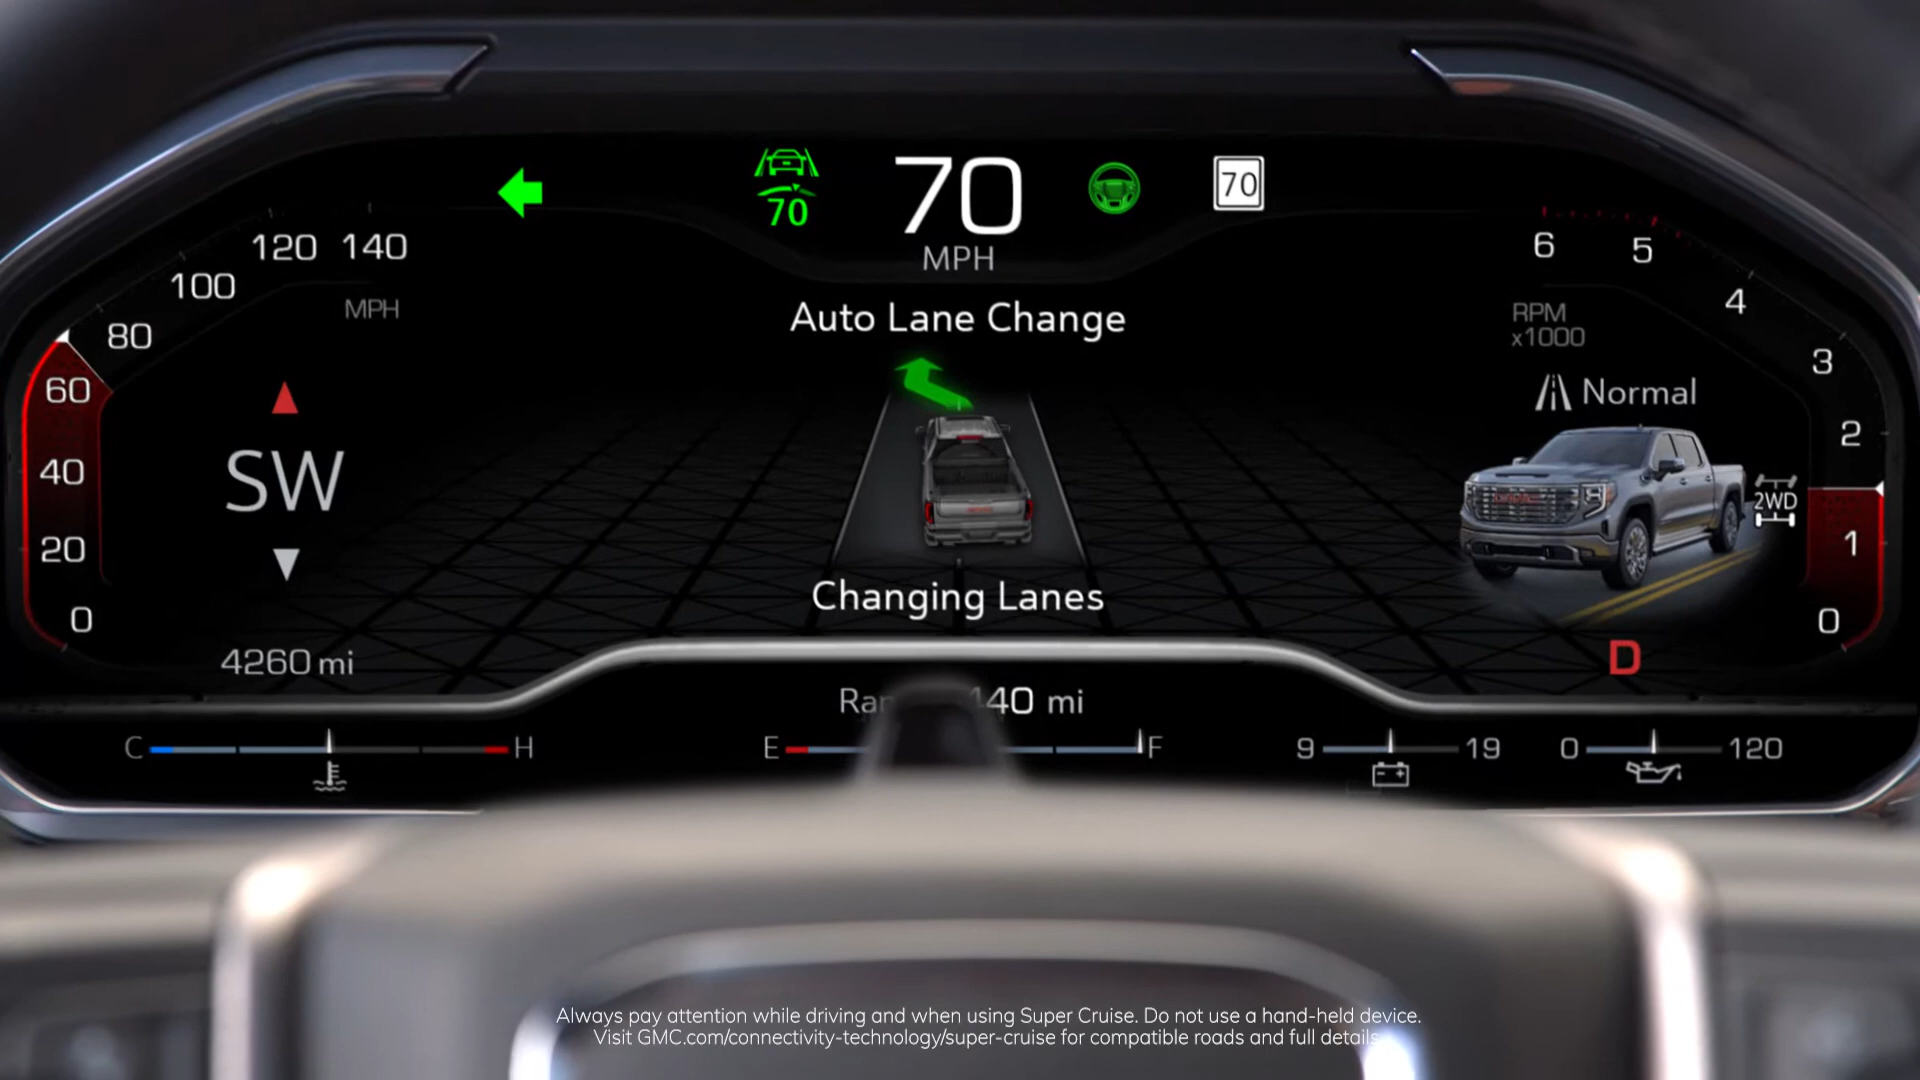 70
70
MPH
70
120 140
100
80
60
40
20
0
MPH
SW
4260 mi
Auto Lane Change
Changing Lanes
6 5
4
3
2
1
0
RPM
x1000
Normal
2WD
D
40 mi
C H
E F
9 19
0 120
Always pay attention while driving and when using Super Cruise. Do not use a hand-held device.
Visit GMC.com/connectivity-technology/super-cruise for compatible roads and full details.